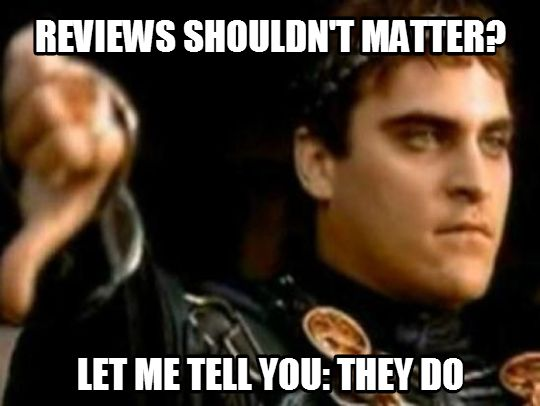 REVIEWS SHOULDN'T MATTER?
LET ME TELL YOU: THEY DO